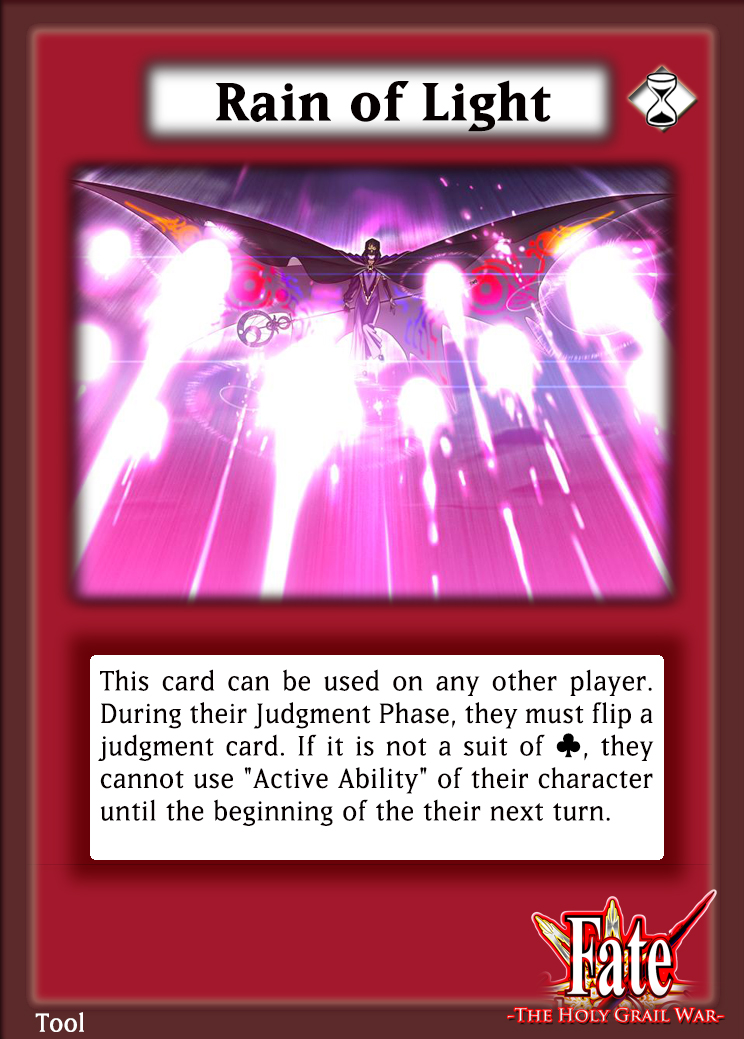 Rain of Light
This card can be used on any other player.
During their Judgment Phase, they must flip a
judgment card. If it is not a suit of ♣, they
cannot use "Active Ability" of their character
until the beginning of the their next turn.
Fate
-THE HOLY GRAIL WAR-
Tool